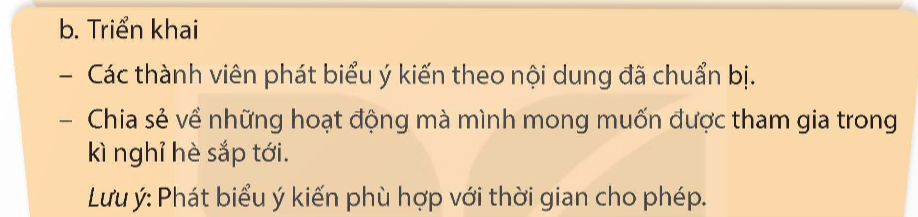 b. Triển khai
– Các thành viên phát biểu ý kiến theo nội dung đã chuẩn bị.
– Chia sẻ về những hoạt động mà mình mong muốn được tham gia trong
kì nghỉ hè sắp tới.
Lưu ý: Phát biểu ý kiến phù hợp với thời gian cho phép.